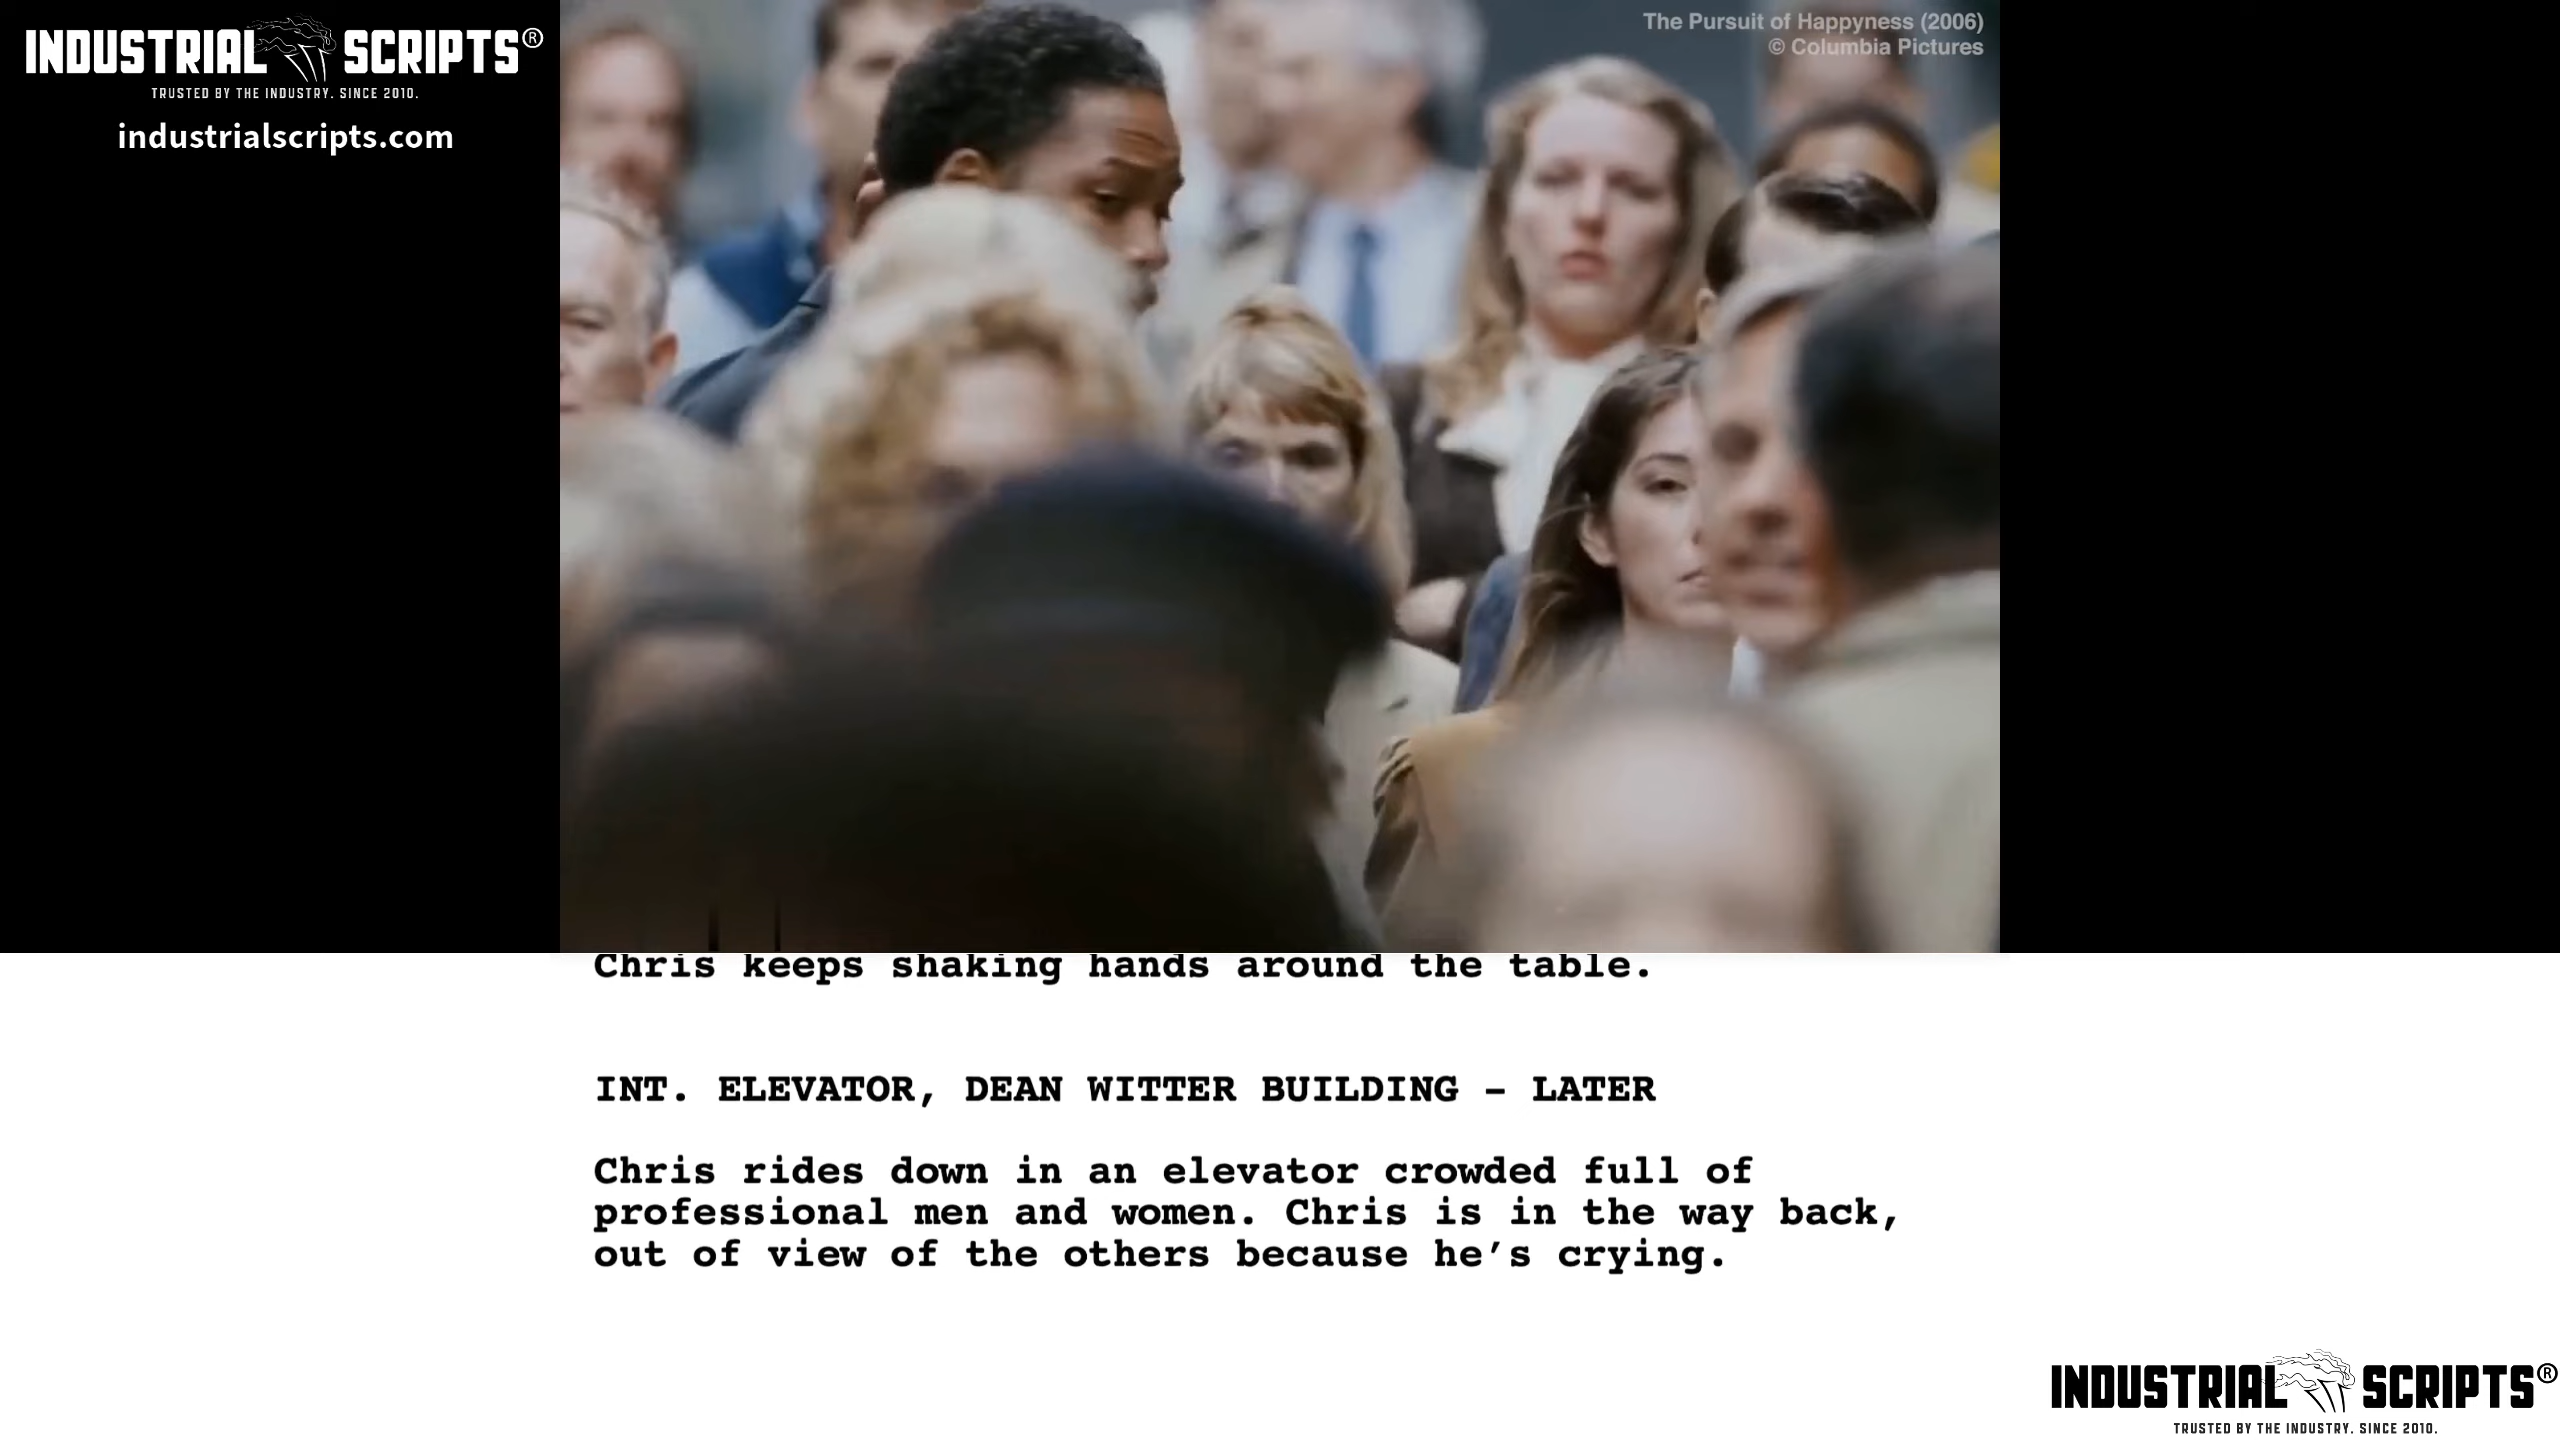 INDUSTRIAL SCRIPTS®
TRUSTED BY THE INDUSTRY. SINCE 2010.
industrialscripts.com
The Pursuit of Happyness (2006)
© Columbia Pictures
Chris keeps shaking hands around the table.
INT. ELEVATOR, DEAN WITTER BUILDING – LATER
Chris rides down in an elevator crowded full of
professional men and women. Chris is in the way back,
out of view of the others because he’s crying.
INDUSTRIAL SCRIPTS®
TRUSTED BY THE INDUSTRY. SINCE 2010.